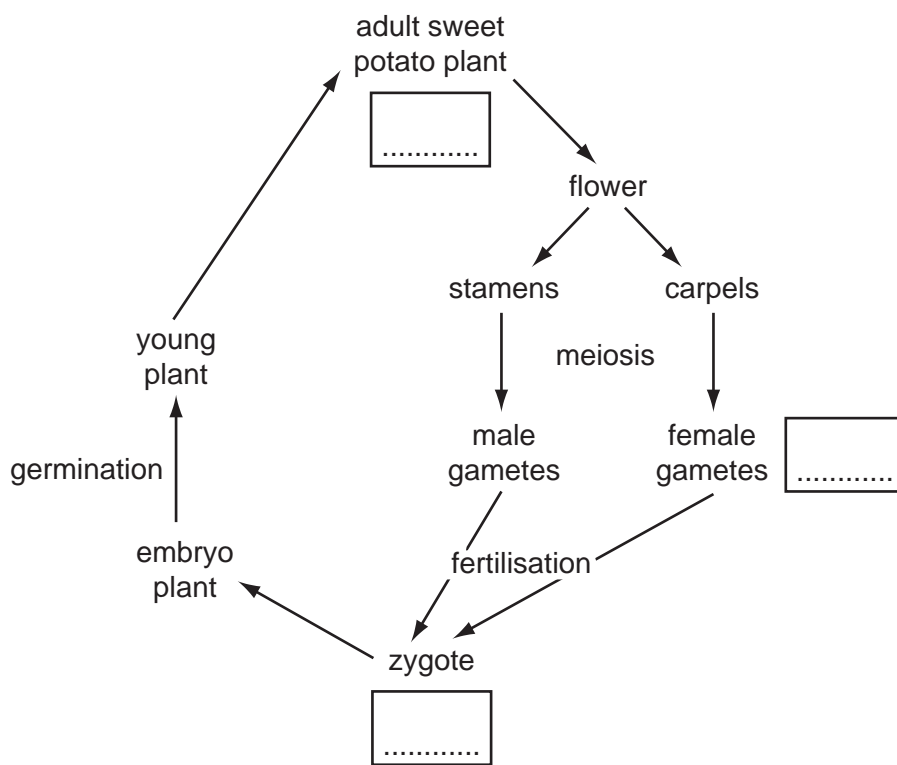 adult sweet
potato plant
............
flower
stamens
carpels
meiosis
young
plant
male
gametes
female
gametes
............
germination
embryo
plant
fertilisation
zygote
............